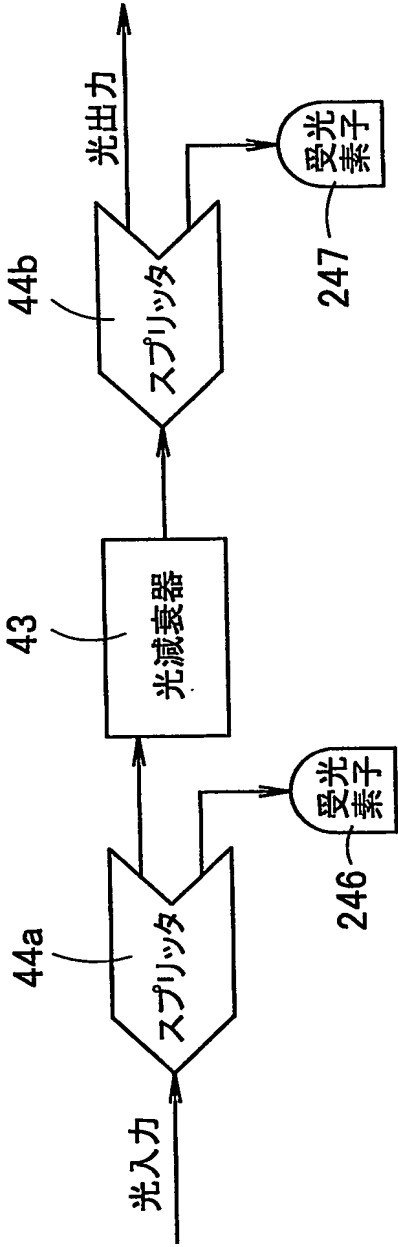 光入力
44a
スプリッタ
246
受光
素子
43
光減衰器
44b
スプリッタ
光出力
247
受光
素子